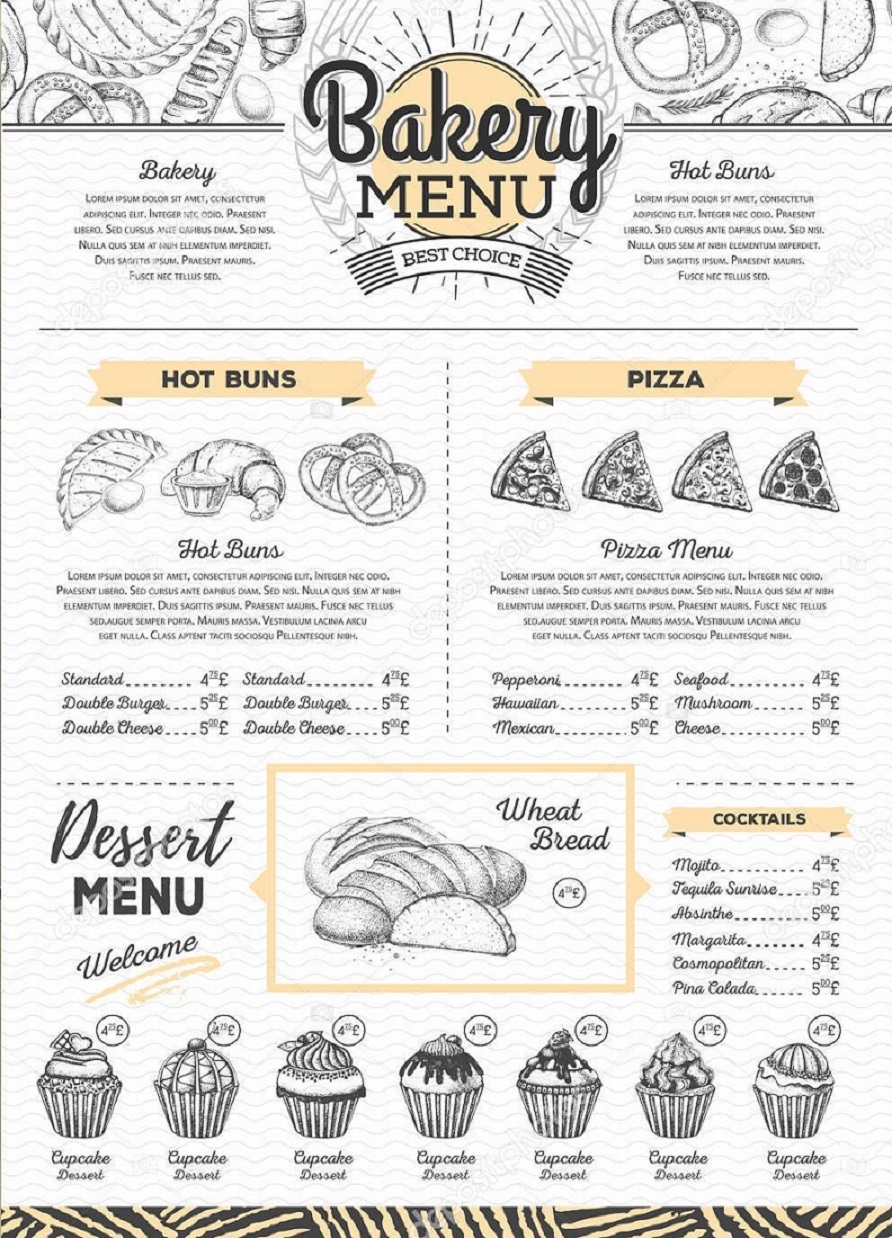 Bakery
MENU
BEST CHOICE
Bakery
LOREM IPSUM DOLOR SIT AMET, CONSECTETUR
ADIPISCING ELIT. INTEGER NEC ODIO. PRAESENT
LIBERO. SED CURSUS ANTE DAPIBUS DIAM. SED NISI.
NULLA QUIS SEM AT NIBH ELEMENTUM IMPERDIET.
DUIS SAGITTIS IPSUM. PRAESENT MAURIS.
FUSCE NEC TELLUS SED.
Hot Buns
LOREM IPSUM DOLOR SIT AMET, CONSECTETUR
ADIPISCING ELIT. INTEGER NEC ODIO. PRAESENT
LIBERO. SED CURSUS ANTE DAPIBUS DIAM. SED NISI.
NULLA QUIS SEM AT NIBH ELEMENTUM IMPERDIET.
DUIS SAGITTIS IPSUM. PRAESENT MAURIS.
FUSCE NEC TELLUS SED.
HOT BUNS
Hot Buns
LOREM IPSUM DOLOR SIT AMET, CONSECTETUR ADIPISCING ELIT. INTEGER NEC ODIO.
PRAESENT LIBERO. SED CURSUS ANTE DAPIBUS DIAM. SED NISI. NULLA QUIS SEM AT NIBH
ELEMENTUM IMPERDIET. DUIS SAGITTIS IPSUM. PRAESENT MAURIS. FUSCE NEC TELLUS
SED.AUGUE SEMPER PORTA. MAURIS MASSA. VESTIBULUM LACINIA ARCU
EGET NULLA. CLASS APTENT TACITI SOCIOSQU PELLENTESQUE NIBH.
Standard......... 4.75£ Standard......... 4.75£
Double Burger..... 5.25£ Double Burger..... 5.25£
Double Cheese..... 5.00£ Double Cheese..... 5.00£
PIZZA
Pizza Menu
LOREM IPSUM DOLOR SIT AMET, CONSECTETUR ADIPISCING ELIT. INTEGER NEC ODIO.
PRAESENT LIBERO. SED CURSUS ANTE DAPIBUS DIAM. SED NISI. NULLA QUIS SEM AT NIBH
ELEMENTUM IMPERDIET. DUIS SAGITTIS IPSUM. PRAESENT MAURIS. FUSCE NEC TELLUS
SED.AUGUE SEMPER PORTA. MAURIS MASSA. VESTIBULUM LACINIA ARCU
EGET NULLA. CLASS APTENT TACITI SOCIOSQU PELLENTESQUE NIBH.
Pepperoni......... 4.75£ Seafood......... 4.75£
Hawaiian......... 5.25£ Mushroom......... 5.25£
Mexican......... 5.00£ Cheese......... 5.00£
Dessert
MENU
Welcome
Wheat
Bread
4.25£
COCKTAILS
Mojito......... 4.75£
Tequila Sunrise..... 5.25£
Absinthe......... 5.00£
Margarita......... 4.75£
Cosmopolitan..... 5.25£
Pina Colada....... 5.00£
4.75£ 4.75£ 4.75£ 4.75£ 4.75£ 4.75£ 4.75£
Cupcake Cupcake Cupcake Cupcake Cupcake Cupcake Cupcake
Dessert Dessert Dessert Dessert Dessert Dessert Dessert
depositphotos